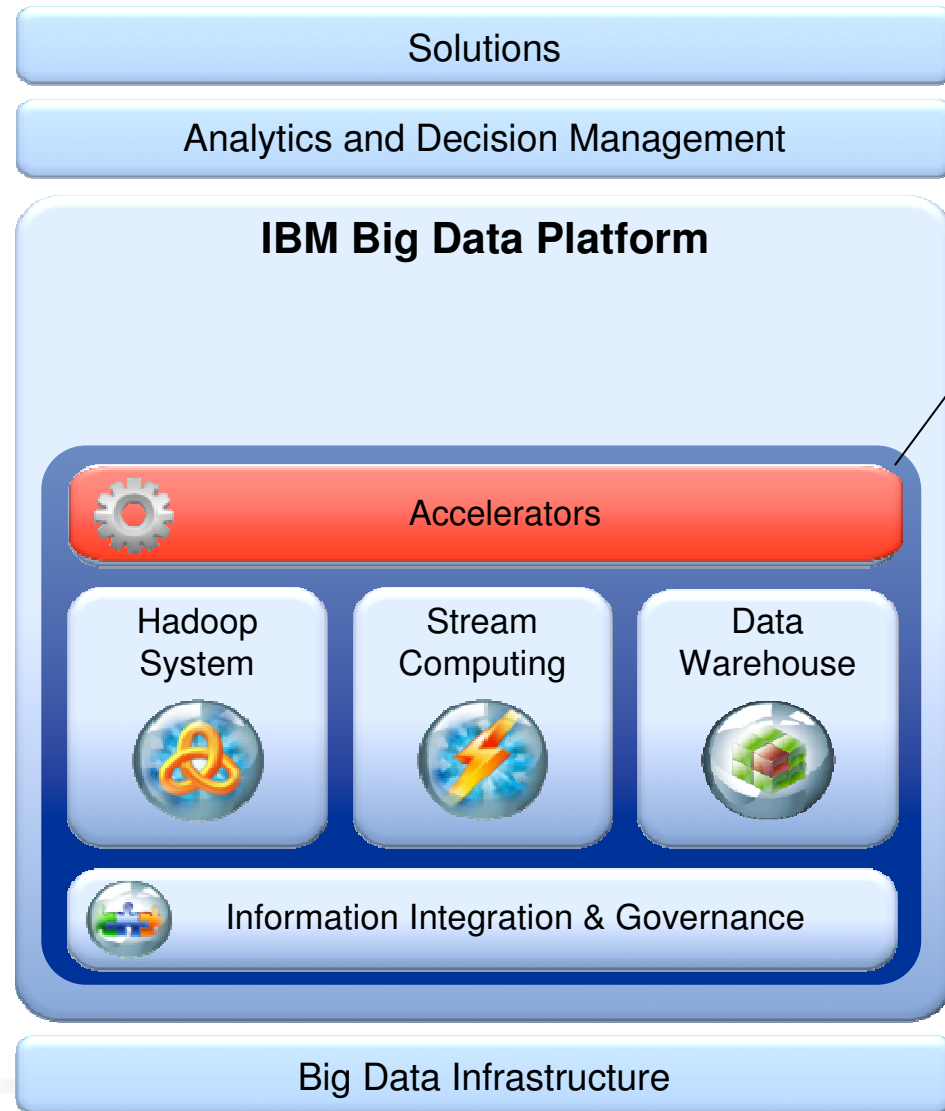 Solutions
Analytics and Decision Management
IBM Big Data Platform
Accelerators
Hadoop
System
Stream
Computing
Data
Warehouse
Information Integration & Governance
Big Data Infrastructure